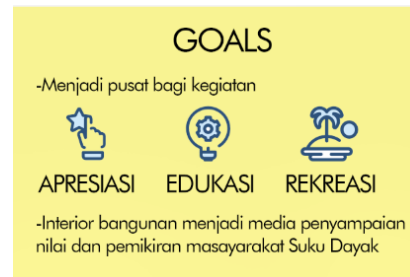 GOALS
-Menjadi pusat bagi kegiatan
APRESIASI EDUKASI REKREASI
-Interior bangunan menjadi media penyampaian
nilai dan pemikiran masayarakat Suku Dayak